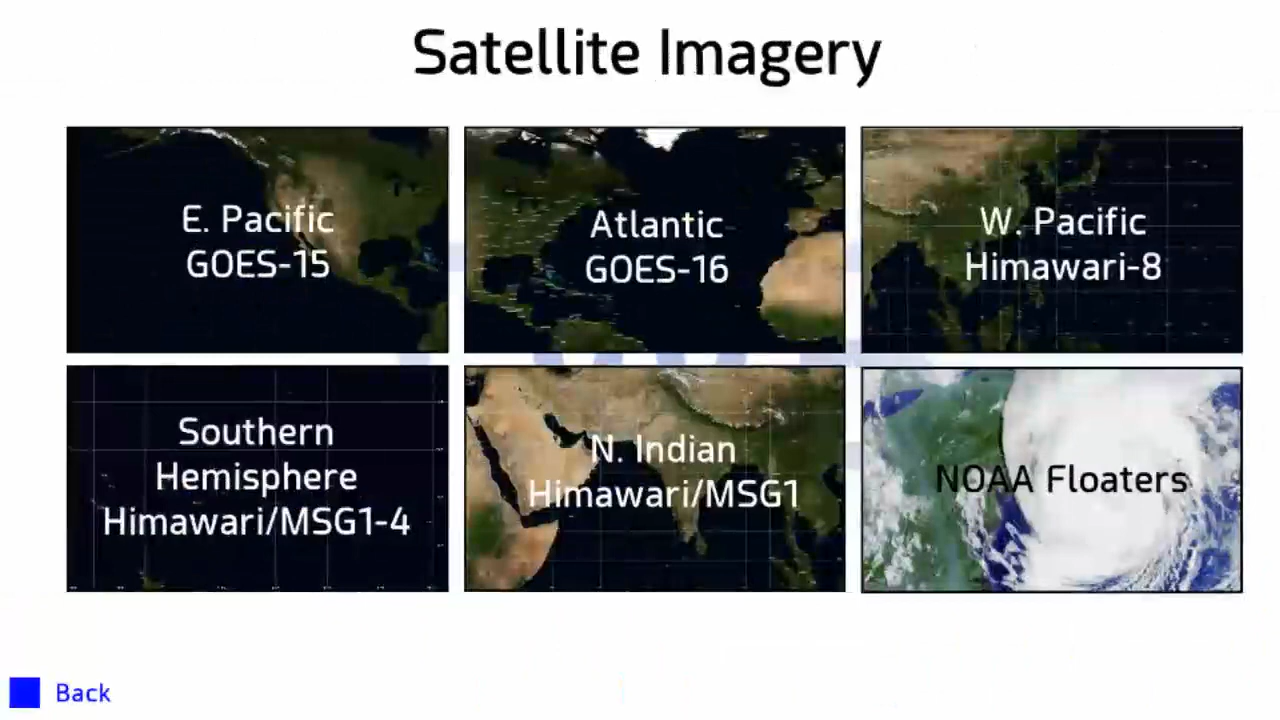 Satellite Imagery
E. Pacific
GOES-15
Atlantic
GOES-16
W. Pacific
Himawari-8
Southern
Hemisphere
Himawari/MSG1-4
N. Indian
Himawari/MSG1
NOAA Floaters
Back